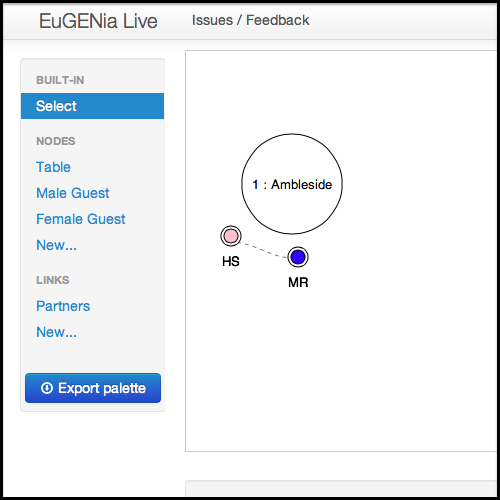 EuGENia Live
Issues / Feedback
BUILT-IN
Select
NODES
Table
Male Guest
Female Guest
New...
LINKS
Partners
New...
Export palette
1 : Ambleside
HS
MR